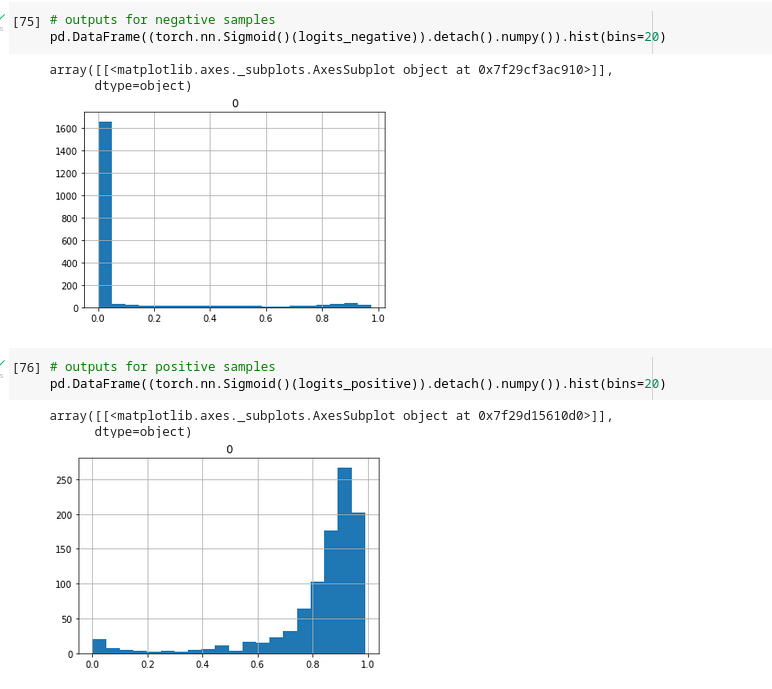 [75] # outputs for negative samples
pd.DataFrame((torch.nn.Sigmoid()(logits_negative)).detach().numpy()).hist(bins=20)
array([[<matplotlib.axes._subplots.AxesSubplot object at 0x7f29cf3ac910>]],
dtype=object)
0
1600
1400
1200
1000
800
600
400
200
0
0.0 0.2 0.4 0.6 0.8 1.0
[76] # outputs for positive samples
pd.DataFrame((torch.nn.Sigmoid()(logits_positive)).detach().numpy()).hist(bins=20)
array([[<matplotlib.axes._subplots.AxesSubplot object at 0x7f29d15610d0>]],
dtype=object)
0
250
200
150
100
50
0
0.0 0.2 0.4 0.6 0.8 1.0